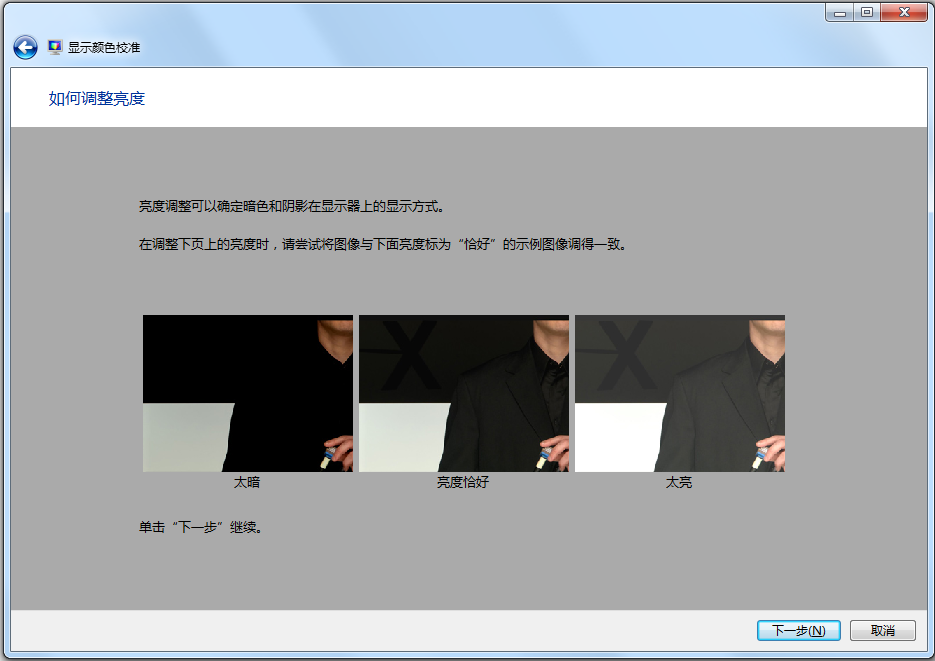 显示颜色校准
如何调整亮度
亮度调整可以确定暗色和阴影在显示器上的显示方式。
在调整下页上的亮度时，请尝试将图像与下面亮度标为“恰好”的示例图像调得一致。
X
X
太暗
亮度恰好
太亮
单击“下一步”继续。
下一步(N)
取消